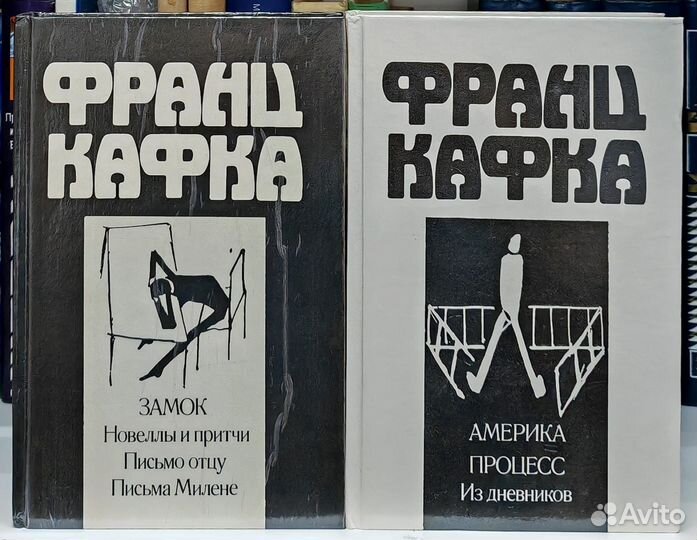 ФРАНЦ
КАФКА
ЗАМОК
Новеллы и притчи
Письмо отцу
Письма Милене
ФРАНЦ
КАФКА
АМЕРИКА
ПРОЦЕСС
Из дневников
Avito